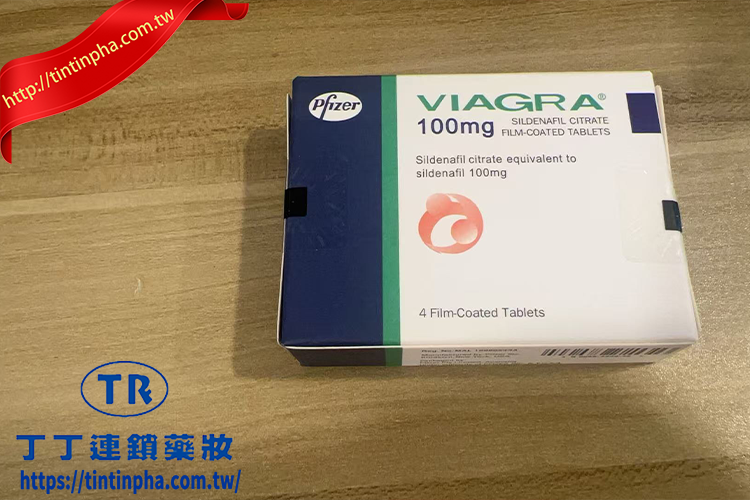 http://tintinpha.com.tw
Pfizer
VIAGRA®
100mg
SILDENAFIL CITRATE
FILM-COATED TABLETS
Sildenafil citrate equivalent to
sildenafil 100mg
4 Film-Coated Tablets
TR
丁丁連鎖藥妝
https://tintinpha.com.tw/